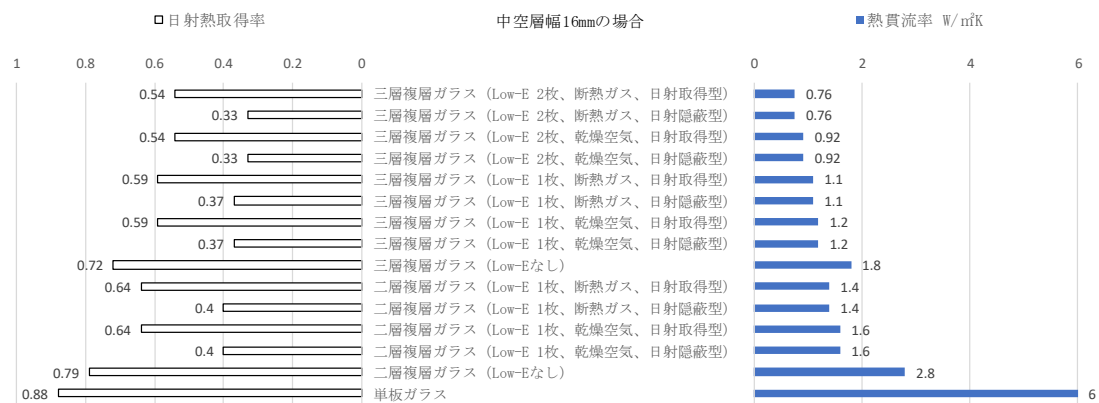 日射熱取得率 中空層幅16mmの場合 熱貫流率 W/㎡K
1 0.8 0.6 0.4 0.2 0 0 2 4 6
0.54 三層複層ガラス (Low-E 2枚、断熱ガス、日射取得型) 0.76
0.33 三層複層ガラス (Low-E 2枚、断熱ガス、日射隠蔽型) 0.76
0.54 三層複層ガラス (Low-E 2枚、乾燥空気、日射取得型) 0.92
0.33 三層複層ガラス (Low-E 2枚、乾燥空気、日射隠蔽型) 0.92
0.59 三層複層ガラス (Low-E 1枚、断熱ガス、日射取得型) 1.1
0.37 三層複層ガラス (Low-E 1枚、断熱ガス、日射隠蔽型) 1.1
0.59 三層複層ガラス (Low-E 1枚、乾燥空気、日射取得型) 1.2
0.37 三層複層ガラス (Low-E 1枚、乾燥空気、日射隠蔽型) 1.2
0.72 三層複層ガラス (Low-Eなし) 1.8
0.64 二層複層ガラス (Low-E 1枚、断熱ガス、日射取得型) 1.4
0.4 二層複層ガラス (Low-E 1枚、断熱ガス、日射隠蔽型) 1.4
0.64 二層複層ガラス (Low-E 1枚、乾燥空気、日射取得型) 1.6
0.4 二層複層ガラス (Low-E 1枚、乾燥空気、日射隠蔽型) 1.6
0.79 二層複層ガラス (Low-Eなし) 2.8
0.88 単板ガラス 6